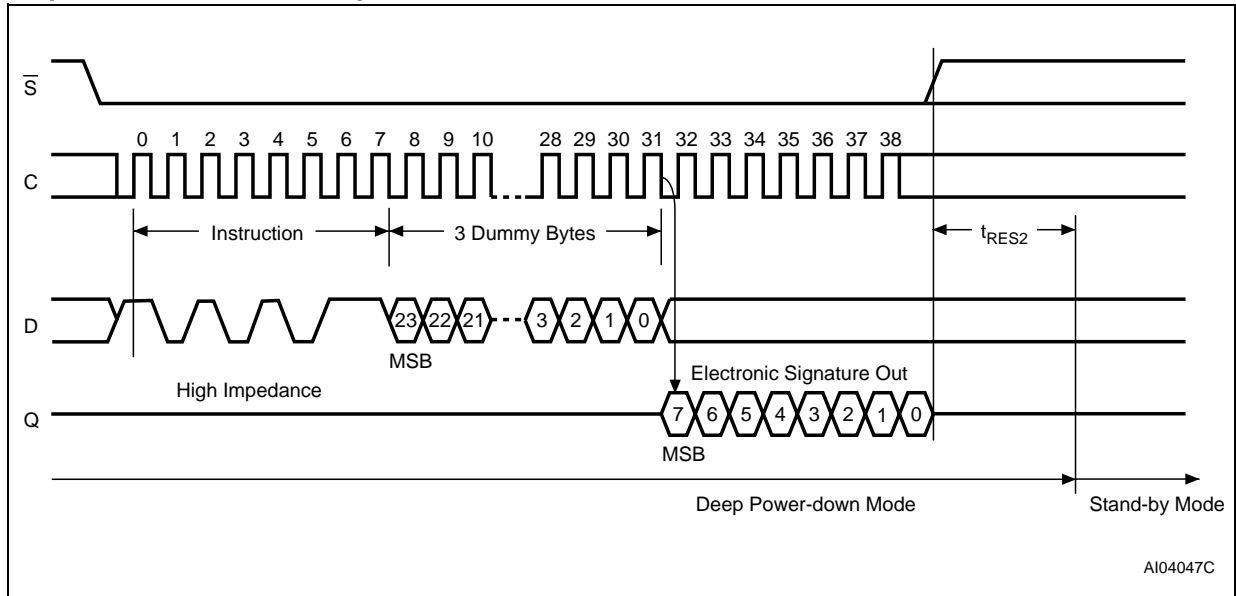 S
0 1 2 3 4 5 6 7 8 9 10 28 29 30 31 32 33 34 35 36 37 38
C
Instruction 3 Dummy Bytes tRES2
D 23 22 21 3 2 1 0
MSB
High Impedance Electronic Signature Out
Q 7 6 5 4 3 2 1 0
MSB
Deep Power-down Mode Stand-by Mode
AI04047C